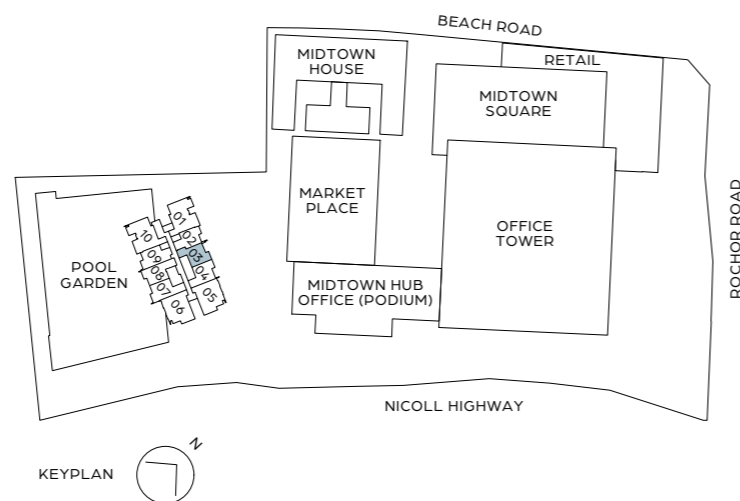 BEACH ROAD
MIDTOWN
HOUSE
RETAIL
MIDTOWN
SQUARE
ROCHOR ROAD
MARKET
PLACE
OFFICE
TOWER
01
02
03
04
05
10
09
08
07
06
POOL
GARDEN
MIDTOWN HUB
OFFICE (PODIUM)
NICOLL HIGHWAY
N
KEYPLAN